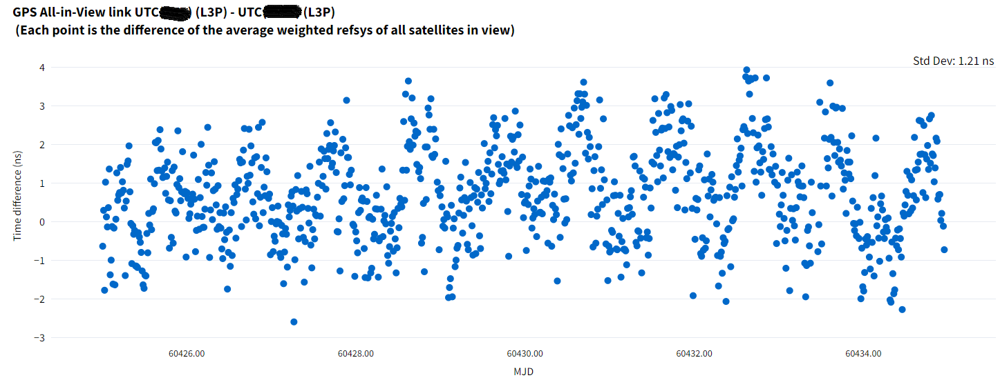 GPS All-in-View link UTC ) (L3P) - UTC (L3P)
(Each point is the difference of the average weighted refsys of all satellites in view)
Std Dev: 1.21 ns
4
3
2
1
0
−1
−2
−3
Time difference (ns)
60426.00 60428.00 60430.00 60432.00 60434.00
MJD